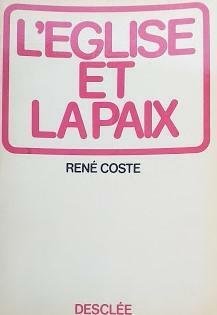 L'EGLISE
ET
LA PAIX
RENÉ COSTE
DESCLÉE